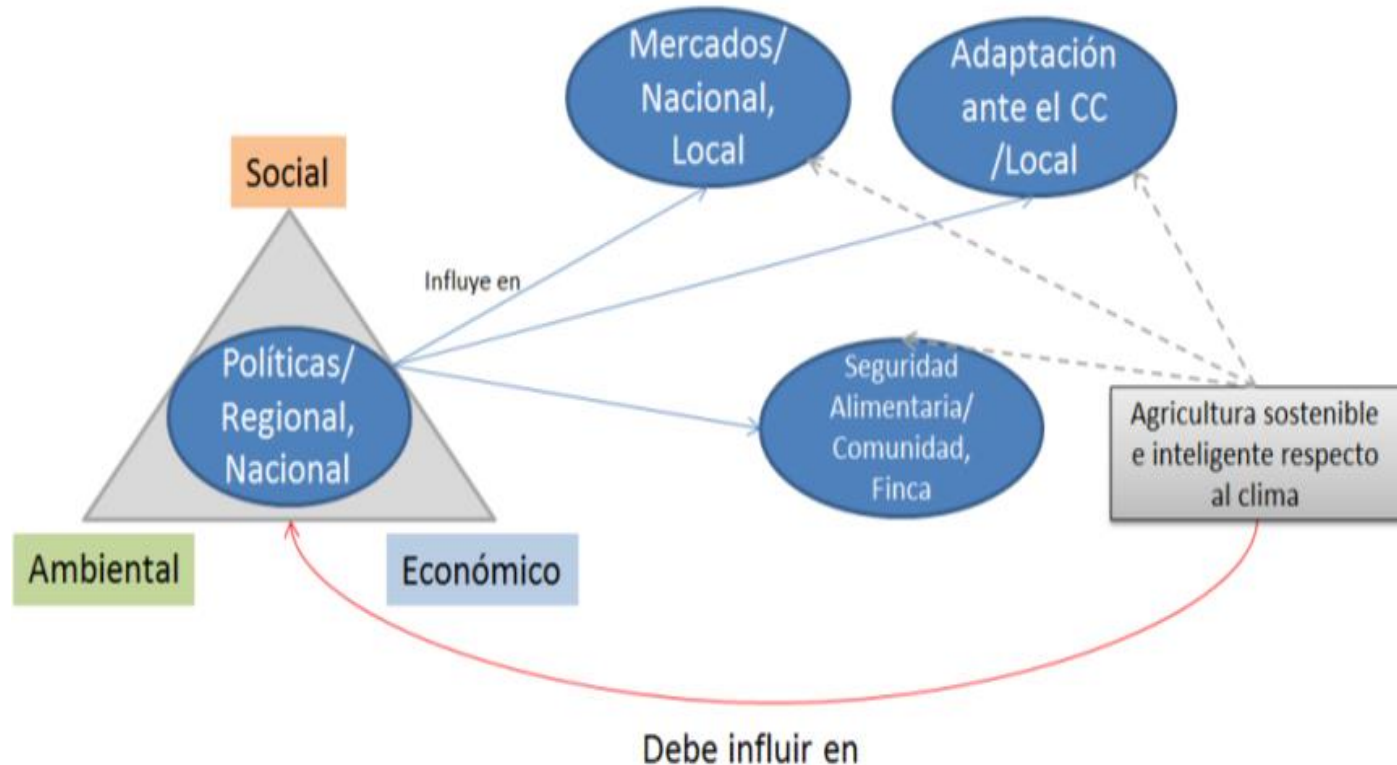 Mercados/
Nacional,
Local
Adaptación
ante el CC
/Local
Social
Influye en
Políticas/
Regional,
Nacional
Seguridad
Alimentaria/
Comunidad,
Finca
Agricultura sostenible
e inteligente respecto
al clima
Ambiental
Económico
Debe influir en